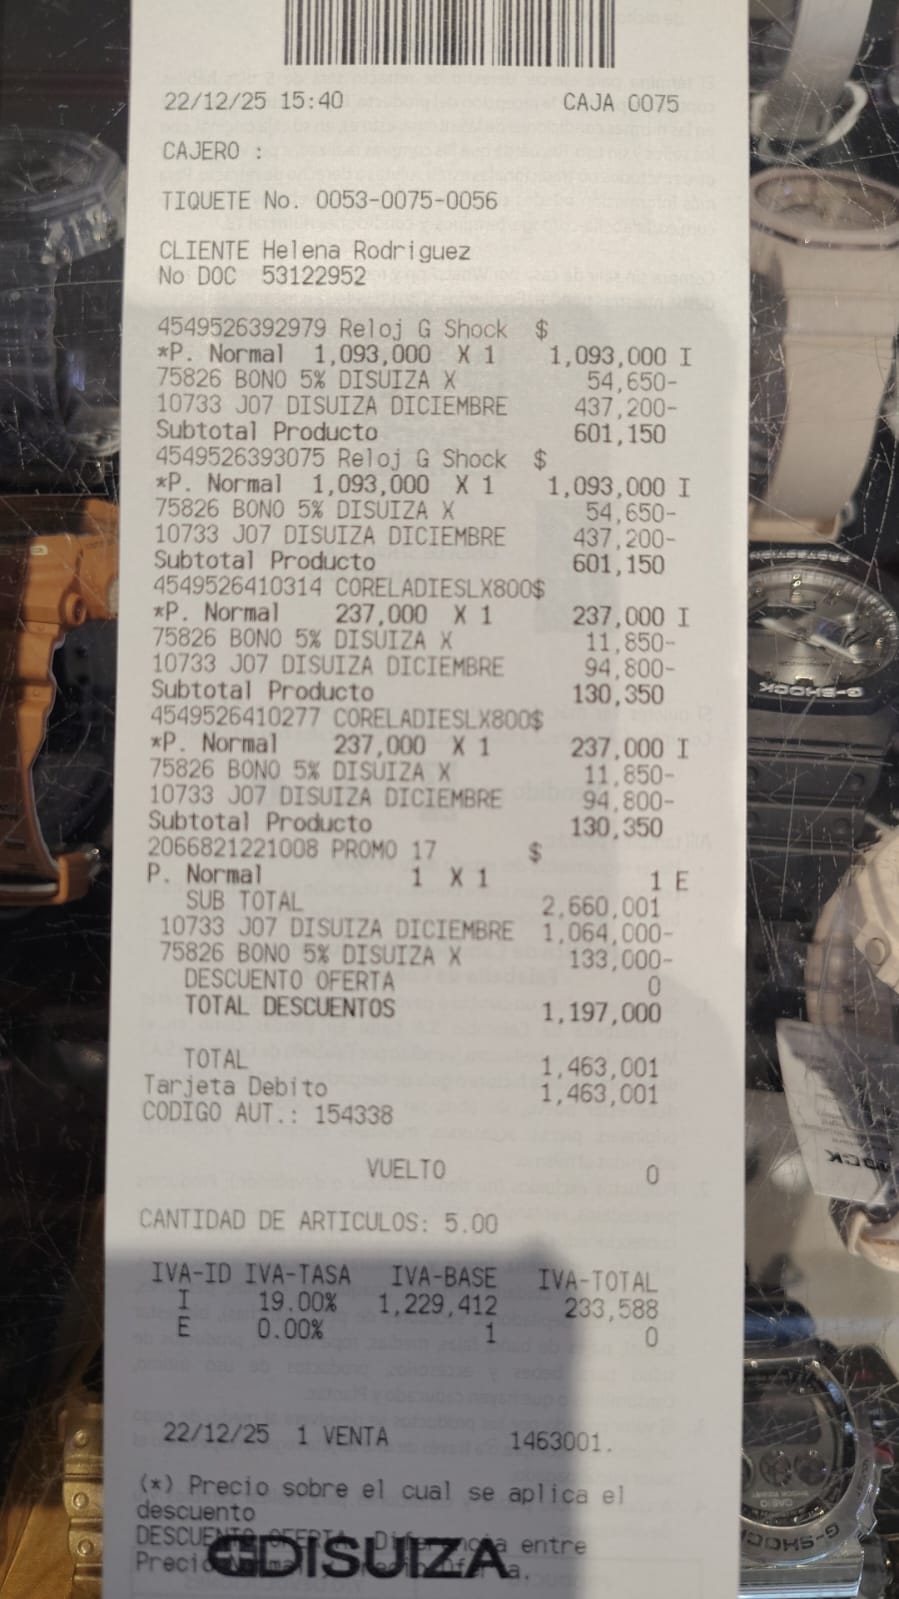 22/12/25 15:40 CAJA 0075
CAJERO :
TIQUETE No. 0053-0075-0056
CLIENTE Helena Rodriguez
No DOC 53122952
4549526392979 Reloj G Shock $
*P. Normal 1,093,000 X 1 1,093,000 I
75826 BONO 5% DISUIZA X 54,650-
10733 J07 DISUIZA DICIEMBRE 437,200-
Subtotal Producto 601,150
4549526393075 Reloj G Shock $
*P. Normal 1,093,000 X 1 1,093,000 I
75826 BONO 5% DISUIZA X 54,650-
10733 J07 DISUIZA DICIEMBRE 437,200-
Subtotal Producto 601,150
4549526410314 CORELADIESLX800$
*P. Normal 237,000 X 1 237,000 I
75826 BONO 5% DISUIZA X 11,850-
10733 J07 DISUIZA DICIEMBRE 94,800-
Subtotal Producto 130,350
4549526410277 CORELADIESLX800$
*P. Normal 237,000 X 1 237,000 I
75826 BONO 5% DISUIZA X 11,850-
10733 J07 DISUIZA DICIEMBRE 94,800-
Subtotal Producto 130,350
2066821221008 PROMO 17 $
P. Normal 1 X 1 1 E
SUB TOTAL 2,660,001
10733 J07 DISUIZA DICIEMBRE 1,064,000-
75826 BONO 5% DISUIZA X 133,000-
DESCUENTO OFERTA 0
TOTAL DESCUENTOS 1,197,000
TOTAL 1,463,001
Tarjeta Debito 1,463,001
CODIGO AUT.: 154338
VUELTO 0
CANTIDAD DE ARTICULOS: 5.00
IVA-ID IVA-TASA IVA-BASE IVA-TOTAL
I 19.00% 1,229,412 233,588
E 0.00% 1 0
22/12/25 1 VENTA 1463001.
(*) Precio sobre el cual se aplica el
descuento
DESCUENTO OFERTA: Diferencia entre
Precio
DISUIZA
G-SHOCK
G-SHOCK